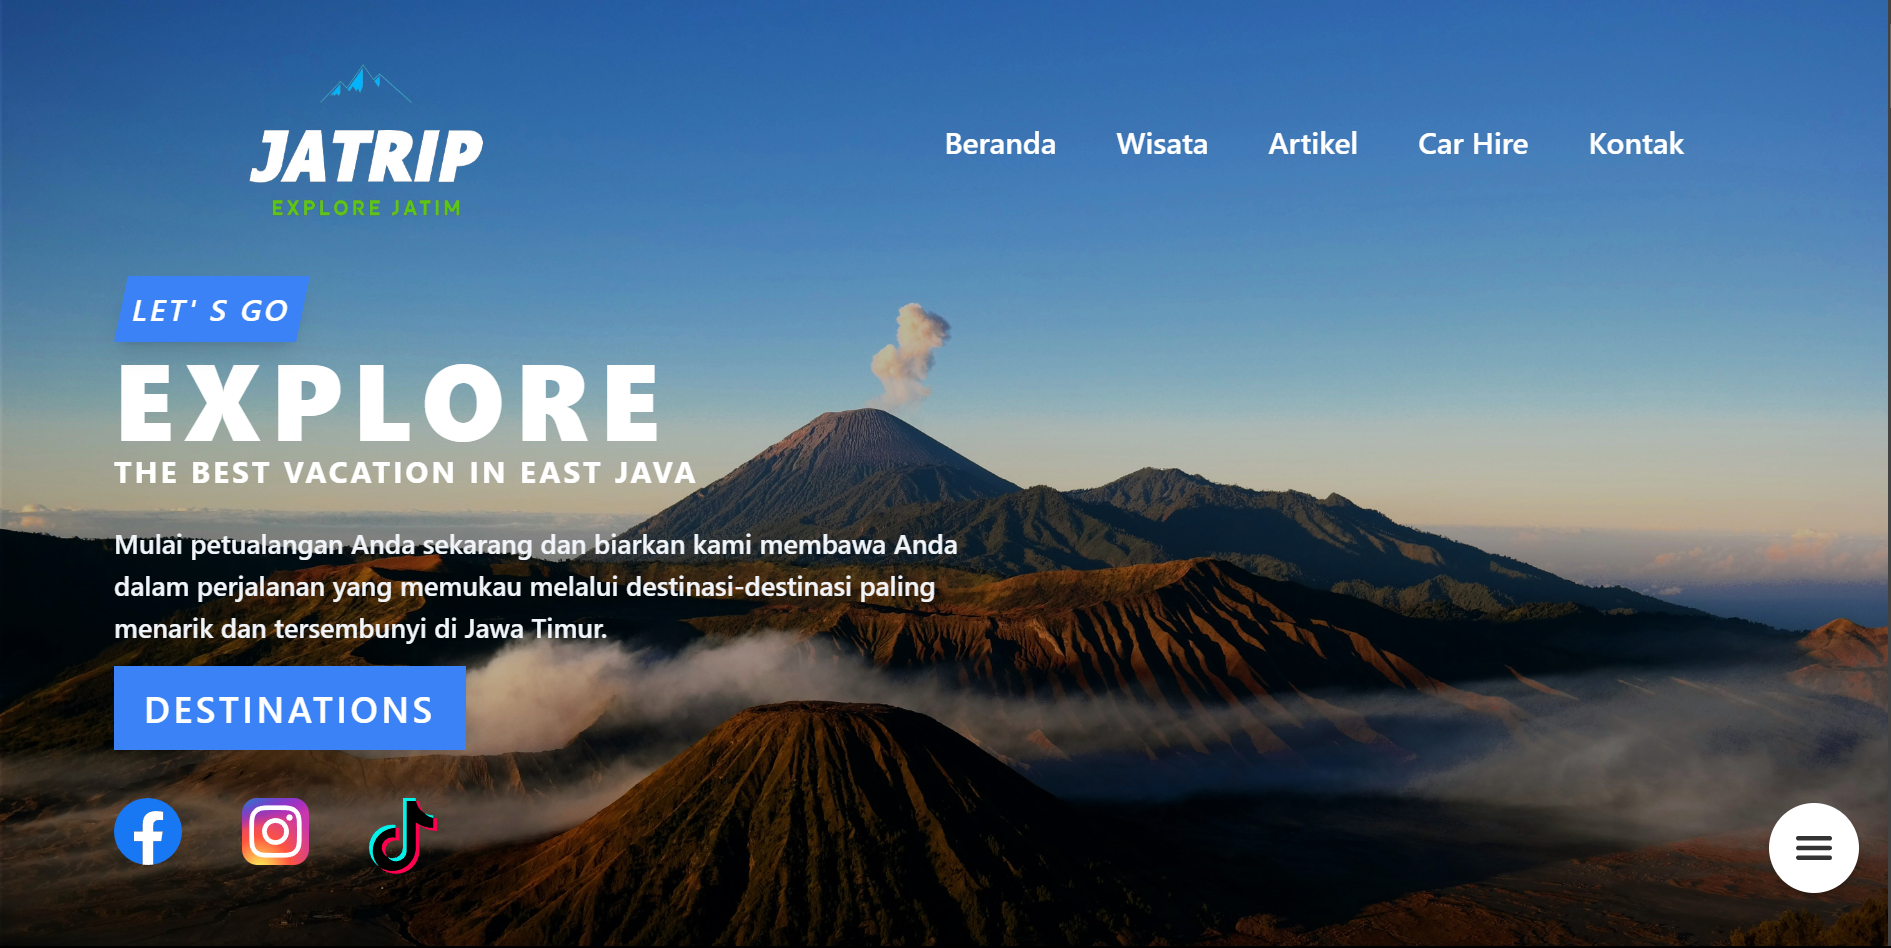 JATRIP
EXPLORE JATIM
Beranda Wisata Artikel Car Hire Kontak
LET' S GO
EXPLORE
THE BEST VACATION IN EAST JAVA
Mulai petualangan Anda sekarang dan biarkan kami membawa Anda
dalam perjalanan yang memukau melalui destinasi-destinasi paling
menarik dan tersembunyi di Jawa Timur.
DESTINATIONS